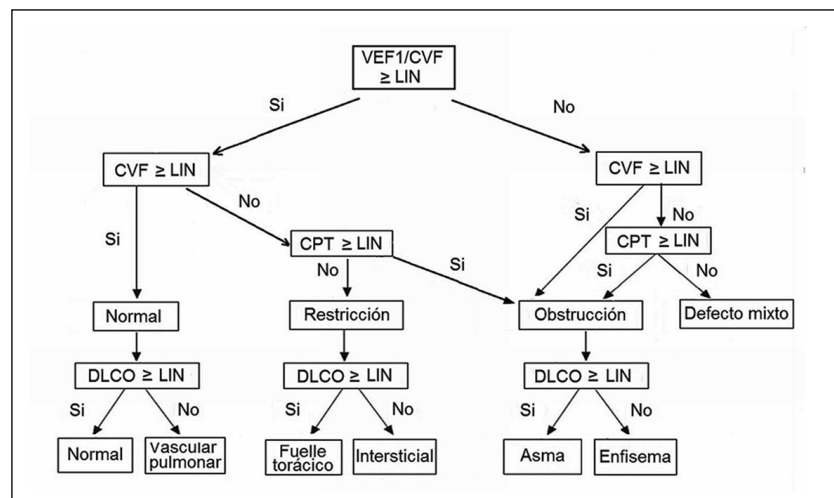 VEF1/CVF
≥ LIN
Si
No
CVF ≥ LIN
CVF ≥ LIN
Si
No
Si
No
CPT ≥ LIN
CPT ≥ LIN
No
Si
Si
No
Normal
Restricción
Obstrucción
Defecto mixto
DLCO ≥ LIN
DLCO ≥ LIN
DLCO ≥ LIN
Si
No
Si
No
Si
No
Normal
Vascular
pulmonar
Fuelle
torácico
Intersticial
Asma
Enfisema